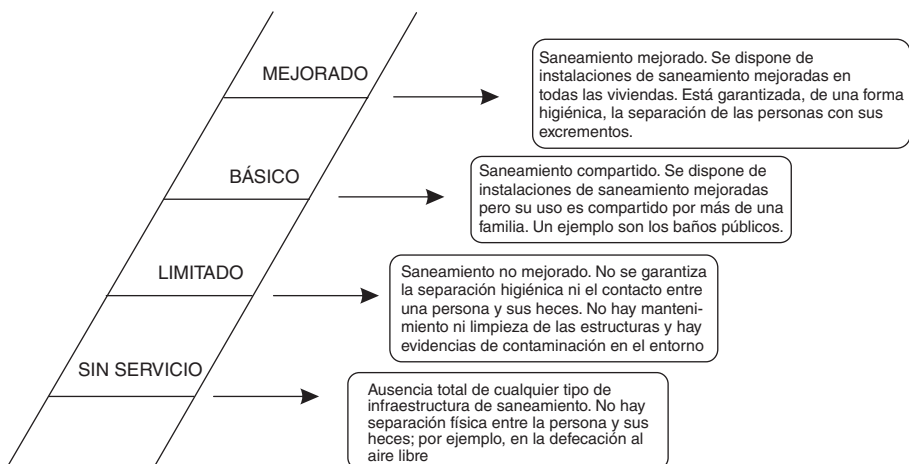 MEJORADO
Saneamiento mejorado. Se dispone de
instalaciones de saneamiento mejoradas en
todas las viviendas. Está garantizada, de una forma
higiénica, la separación de las personas con sus
excrementos.
BÁSICO
Saneamiento compartido. Se dispone de
instalaciones de saneamiento mejoradas
pero su uso es compartido por más de una
familia. Un ejemplo son los baños públicos.
LIMITADO
Saneamiento no mejorado. No se garantiza
la separación higiénica ni el contacto entre
una persona y sus heces. No hay manteni-
miento ni limpieza de las estructuras y hay
evidencias de contaminación en el entorno
SIN SERVICIO
Ausencia total de cualquier tipo de
infraestructura de saneamiento. No hay
separación física entre la persona y sus
heces; por ejemplo, en la defecación al
aire libre